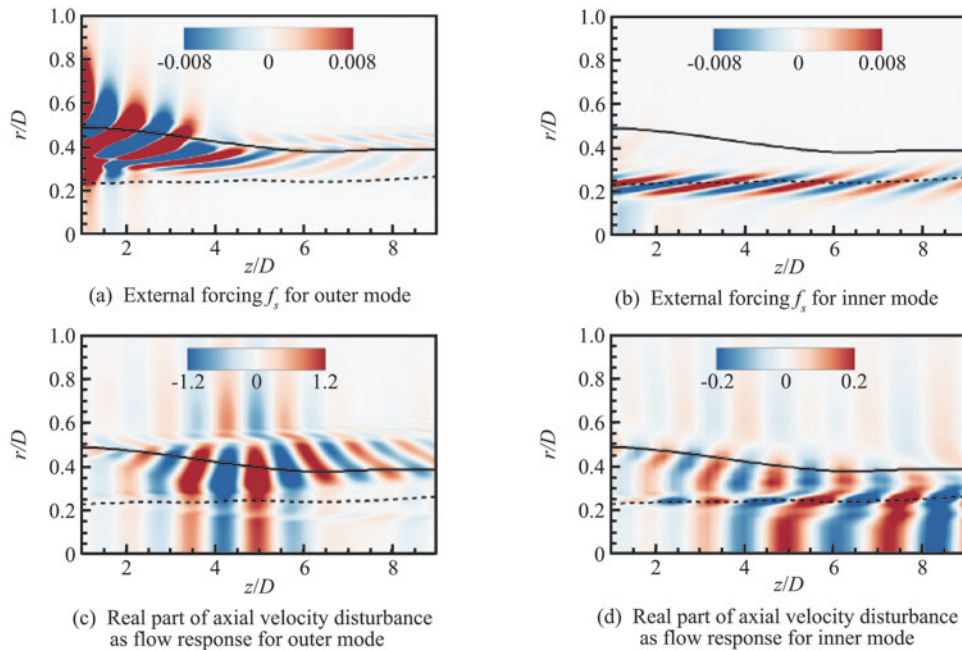 1.0
0.8
0.6
0.4
0.2
0
r/D
-0.008 0 0.008
2 4 6 8
z/D
(a) External forcing fs for outer mode
1.0
0.8
0.6
0.4
0.2
0
r/D
-0.008 0 0.008
2 4 6 8
z/D
(b) External forcing fs for inner mode
1.0
0.8
0.6
0.4
0.2
0
r/D
-1.2 0 1.2
2 4 6 8
z/D
(c) Real part of axial velocity disturbance
as flow response for outer mode
1.0
0.8
0.6
0.4
0.2
0
r/D
-0.2 0 0.2
2 4 6 8
z/D
(d) Real part of axial velocity disturbance
as flow response for inner mode